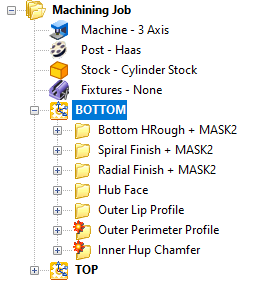 Machining Job
Machine - 3 Axis
Post - Haas
Stock - Cylinder Stock
Fixtures - None
BOTTOM
Bottom HRough + MASK2
Spiral Finish + MASK2
Radial Finish + MASK2
Hub Face
Outer Lip Profile
Outer Perimeter Profile
Inner Hup Chamfer
TOP